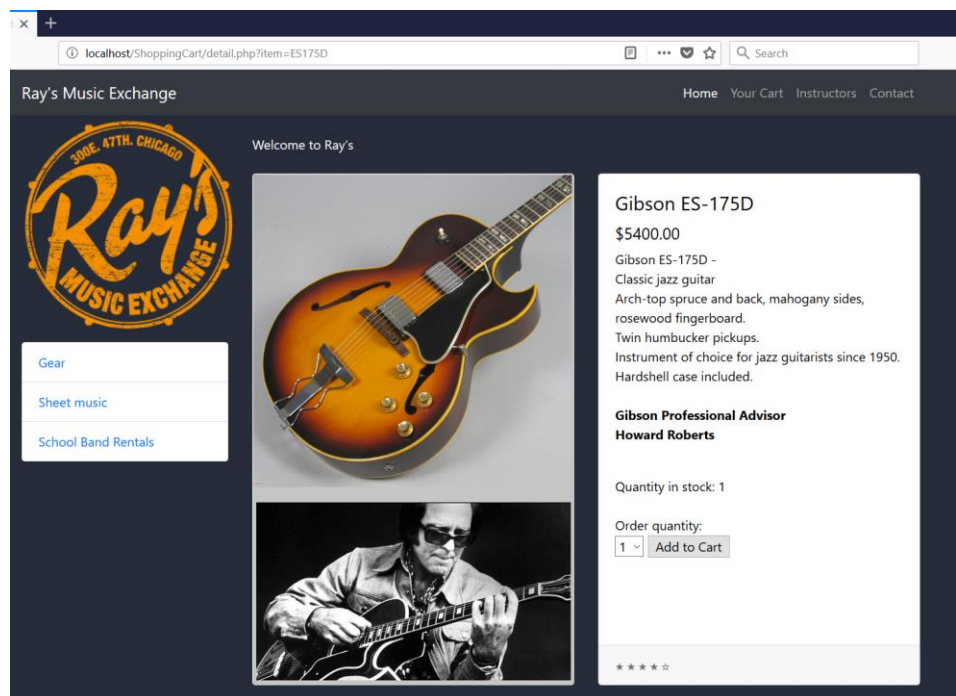 localhost/ShoppingCart/detail.php?item=ES175D
Search
Ray's Music Exchange
Home Your Cart Instructors Contact
300E. 47TH. CHICAGO
Ray's
MUSIC EXCHANGE
Welcome to Ray's
Gear
Sheet music
School Band Rentals
Gibson ES-175D
$5400.00
Gibson ES-175D -
Classic jazz guitar
Arch-top spruce and back, mahogany sides,
rosewood fingerboard.
Twin humbucker pickups.
Instrument of choice for jazz guitarists since 1950.
Hardshell case included.
Gibson Professional Advisor
Howard Roberts
Quantity in stock: 1
Order quantity:
1 Add to Cart